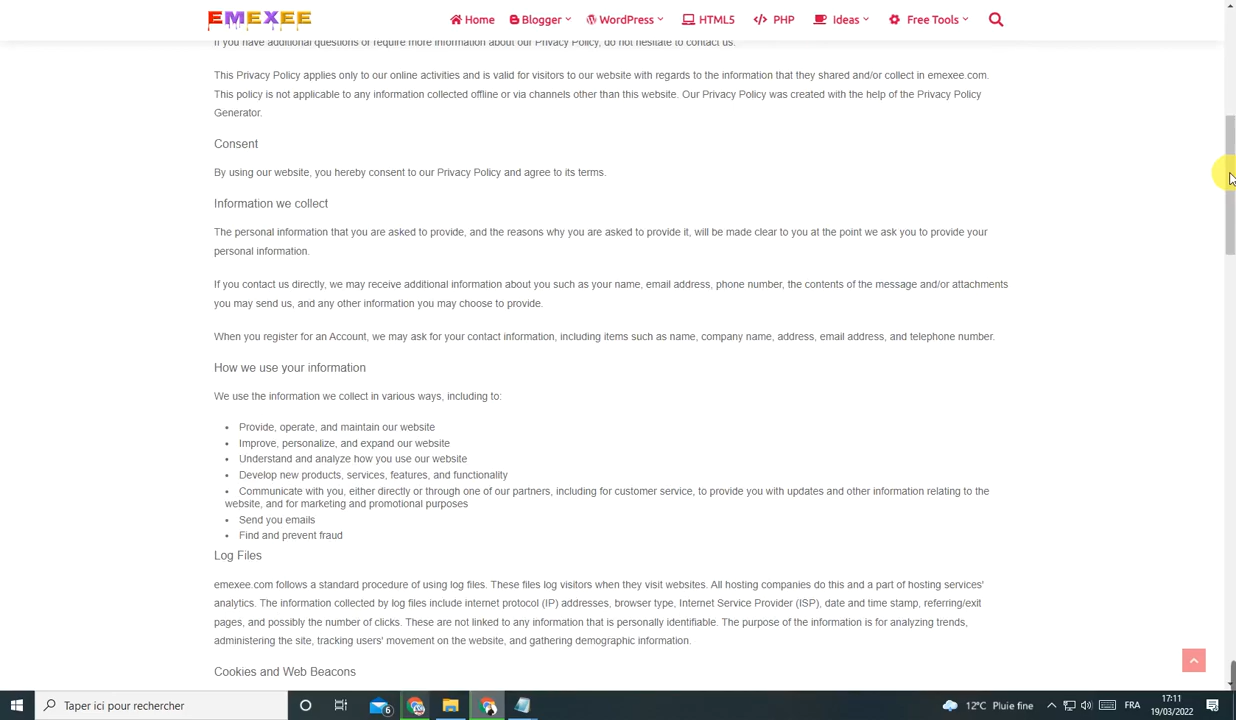 EMEXEE Home Blogger WordPress HTML5 PHP Ideas Free Tools
If you have additional questions or require more information about our Privacy Policy, do not hesitate to contact us.
This Privacy Policy applies only to our online activities and is valid for visitors to our website with regards to the information that they shared and/or collect in emexee.com.
This policy is not applicable to any information collected offline or via channels other than this website. Our Privacy Policy was created with the help of the Privacy Policy
Generator.
Consent
By using our website, you hereby consent to our Privacy Policy and agree to its terms.
Information we collect
The personal information that you are asked to provide, and the reasons why you are asked to provide it, will be made clear to you at the point we ask you to provide your
personal information.
If you contact us directly, we may receive additional information about you such as your name, email address, phone number, the contents of the message and/or attachments
you may send us, and any other information you may choose to provide.
When you register for an Account, we may ask for your contact information, including items such as name, company name, address, email address, and telephone number.
How we use your information
We use the information we collect in various ways, including to:
• Provide, operate, and maintain our website
• Improve, personalize, and expand our website
• Understand and analyze how you use our website
• Develop new products, services, features, and functionality
• Communicate with you, either directly or through one of our partners, including for customer service, to provide you with updates and other information relating to the
website, and for marketing and promotional purposes
• Send you emails
• Find and prevent fraud
Log Files
emexee.com follows a standard procedure of using log files. These files log visitors when they visit websites. All hosting companies do this and a part of hosting services'
analytics. The information collected by log files include internet protocol (IP) addresses, browser type, Internet Service Provider (ISP), date and time stamp, referring/exit
pages, and possibly the number of clicks. These are not linked to any information that is personally identifiable. The purpose of the information is for analyzing trends,
administering the site, tracking users' movement on the website, and gathering demographic information.
Cookies and Web Beacons
Taper ici pour rechercher 6 12°C Pluie fine FRA 17:11
19/03/2022